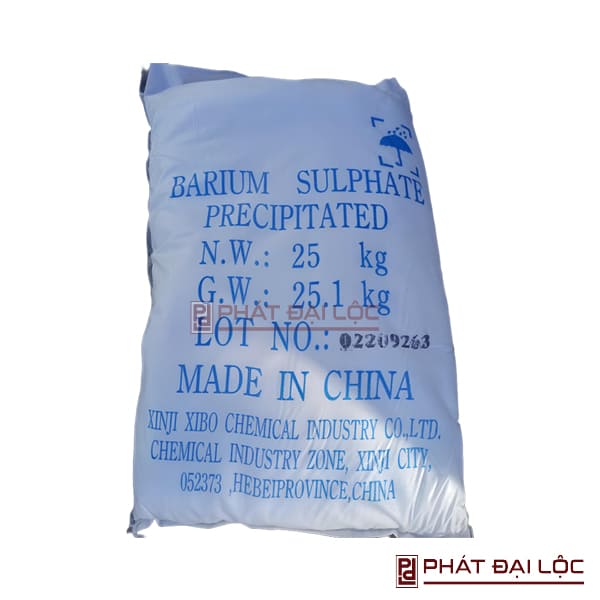 BARIUM SULPHATE
PRECIPITATED
N.W.: 25 kg
G.W.: 25.1 kg
PHÁT ĐẠI LỘC
LOT NO.: 02209263
MADE IN CHINA
XINJI XIBO CHEMICAL INDUSTRY CO.,LTD.
CHEMICAL INDUSTRY ZONE, XINJI CITY,
052373 ,HEBEIPROVINCE,CHINA
PHÁT ĐẠI LỘC